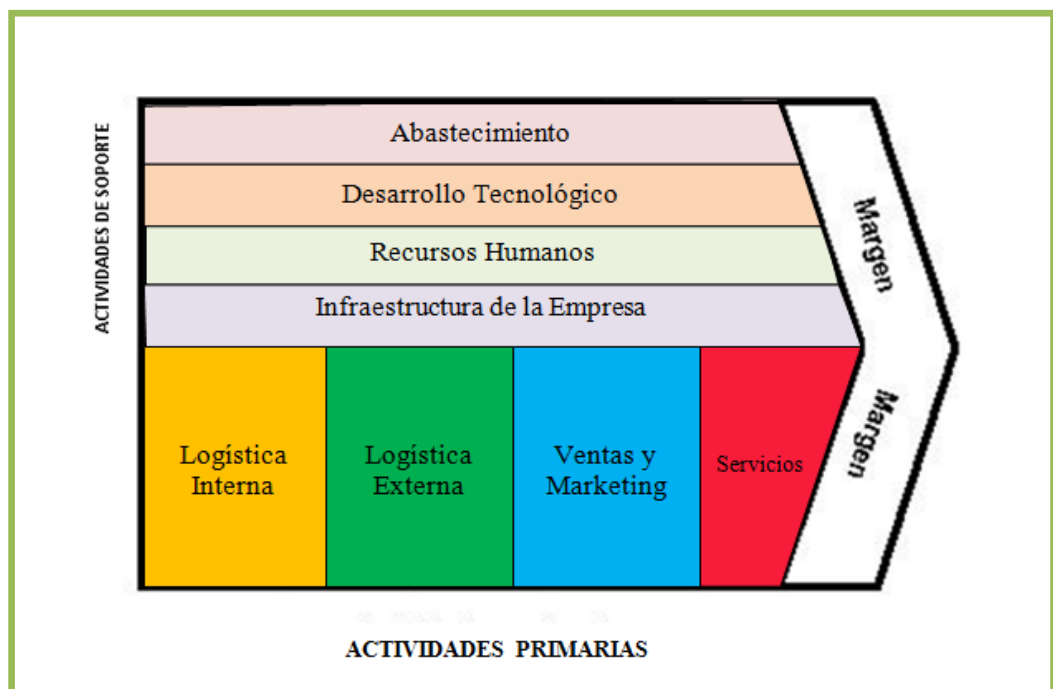 ACTIVIDADES DE SOPORTE
Abastecimiento
Desarrollo Tecnológico
Recursos Humanos
Infraestructura de la Empresa
Margen
Logística
Interna
Logística
Externa
Ventas y
Marketing
Servicios
Margen
ACTIVIDADES PRIMARIAS